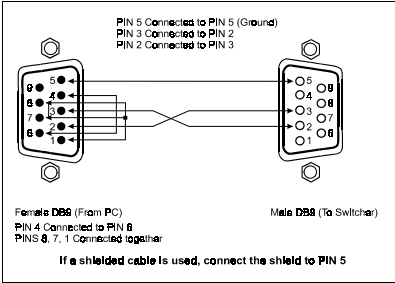 PIN 5 Connected to PIN 5 (Ground)
PIN 3 Connected to PIN 2
PIN 2 Connected to PIN 3
5
9
4
8
3
7
2
6
1
5
9
4
8
3
7
2
6
1
Female DB9 (From PC)
Male DB9 (To Switcher)
PIN 4 Connected to PIN 6
PINS 8, 7, 1 Connected together
If a shielded cable is used, connect the shield to PIN 5